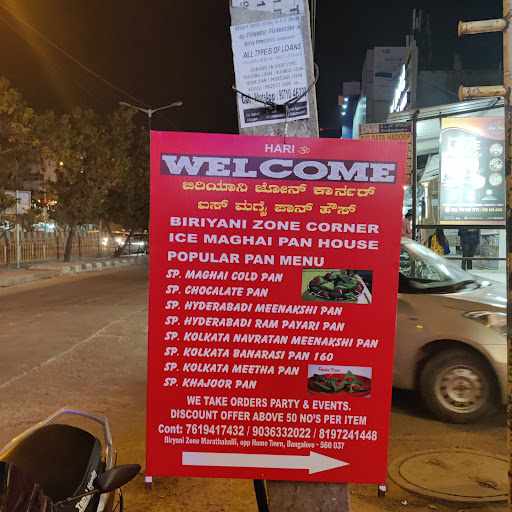 ALL TYPES OF LOANS
HARI ॐ
WELCOME
ಬಿರಿಯಾನಿ ಜೋನ್ ಕಾರ್ನರ್
ಐಸ್ ಮಗೈ ಪಾನ್ ಹೌಸ್
BIRIYANI ZONE CORNER
ICE MAGHAI PAN HOUSE
POPULAR PAN MENU
SP. MAGHAI COLD PAN
SP. CHOCALATE PAN
SP. HYDERABADI MEENAKSHI PAN
SP. HYDERABADI RAM PAYARI PAN
SP. KOLKATA NAVRATAN MEENAKSHI PAN
SP. KOLKATA BANARASI PAN 160
SP. KOLKATA MEETHA PAN
SP. KHAJOOR PAN
WE TAKE ORDERS PARTY & EVENTS.
DISCOUNT OFFER ABOVE 50 NO'S PER ITEM
Cont: 7619417432 / 9036332022 / 8197241448
Biryani Zone Marathahalli, opp Home Town, Bangalore - 560 037